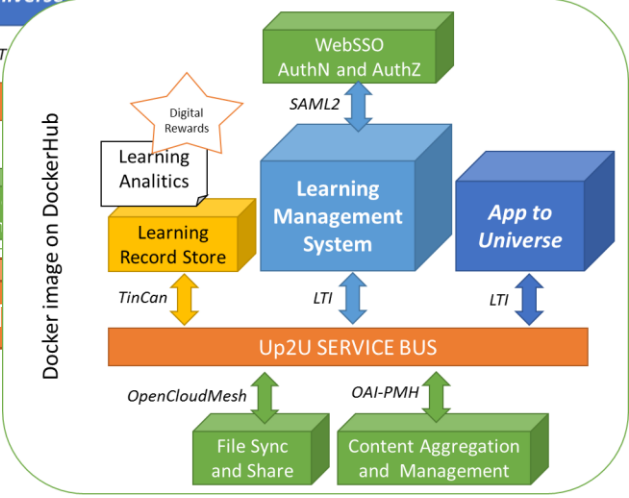 WebSSO
AuthN and AuthZ
SAML2
Digital
Rewards
Learning
Analitics
Learning
Management
System
App to
Universe
Learning
Record Store
TinCan
LTI
LTI
Up2U SERVICE BUS
OpenCloudMesh
OAI-PMH
File Sync
and Share
Content Aggregation
and Management
Docker image on DockerHub